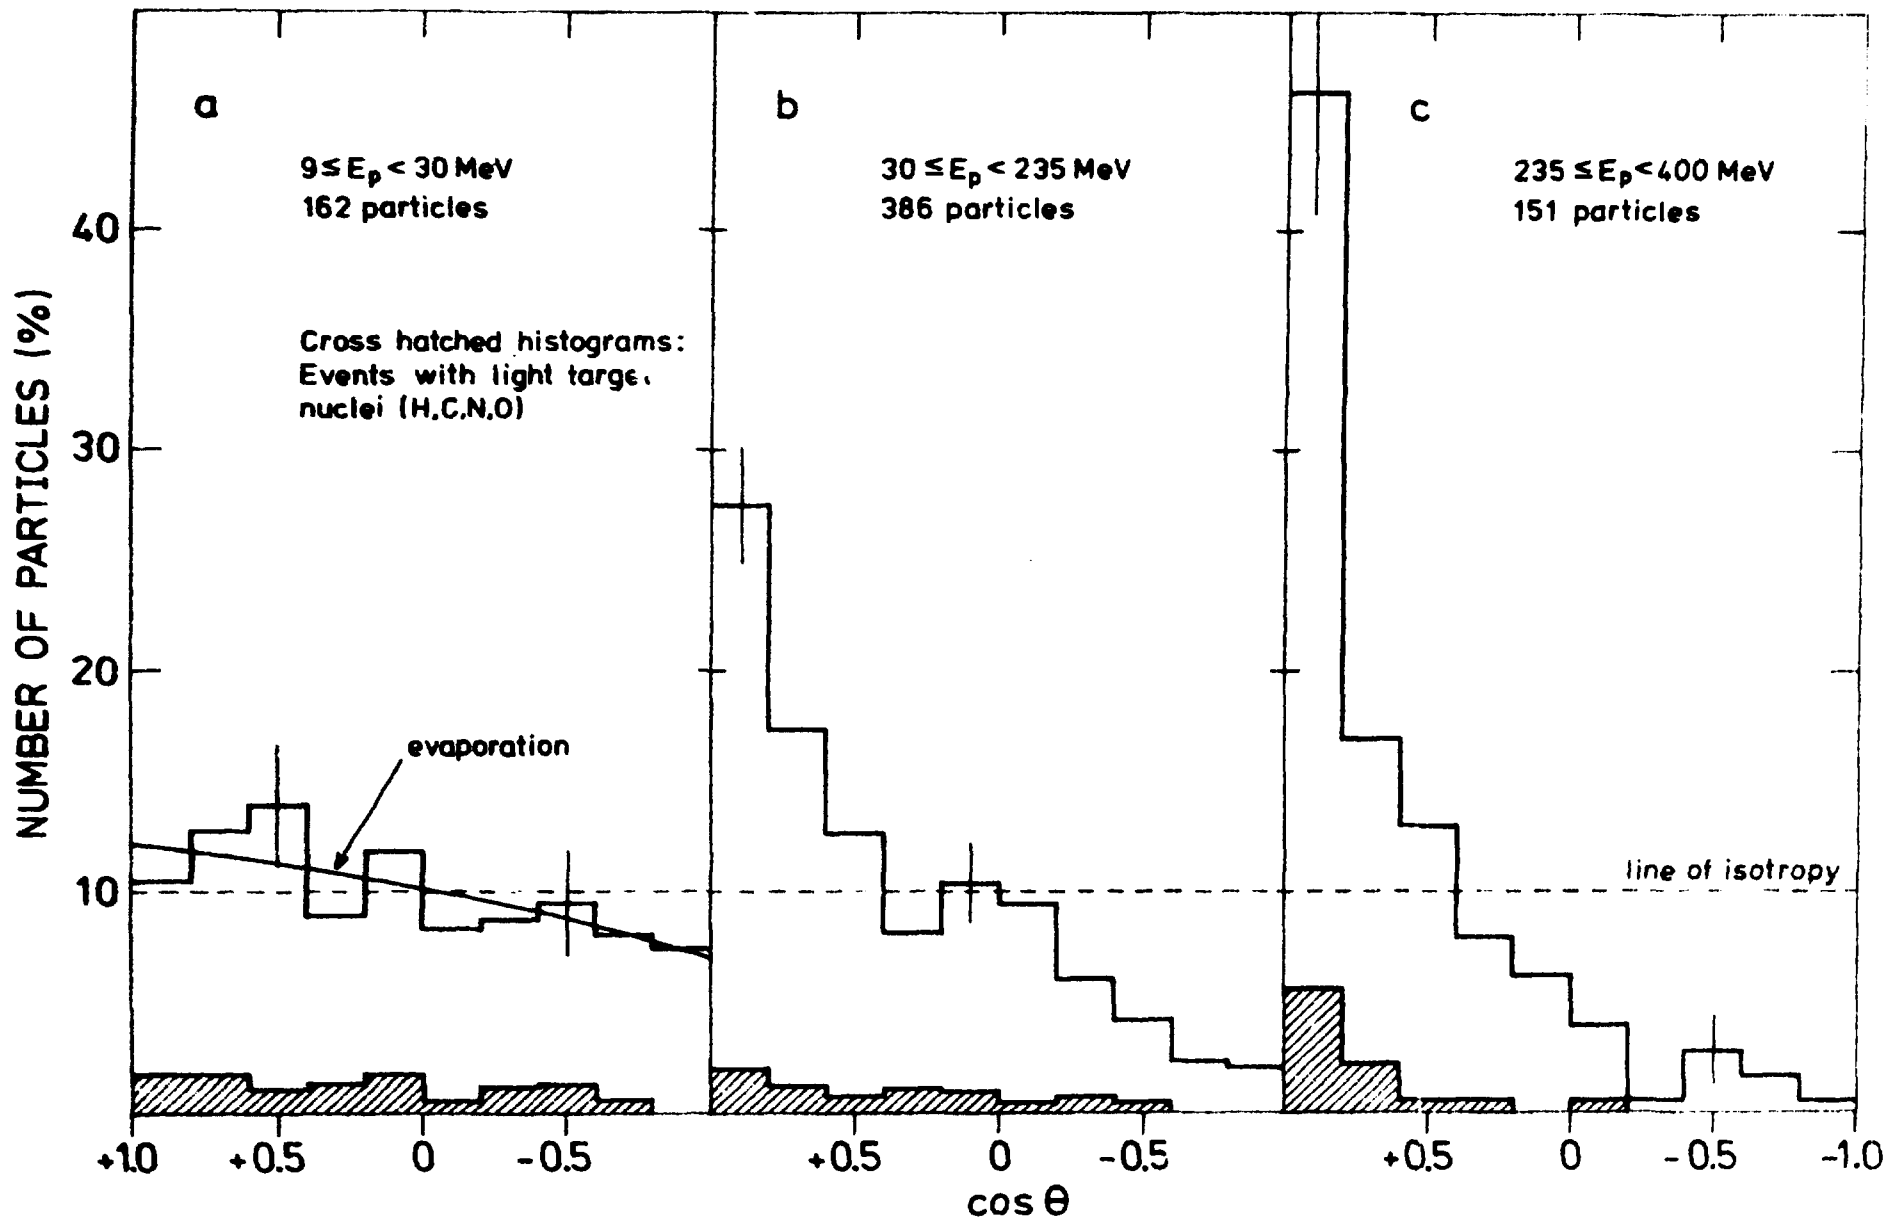 a
9≤Ep<30 MeV
162 particles
Cross hatched histograms:
Events with light targe
nuclei (H,C,N,O)
evaporation
b
30≤Ep<235 MeV
386 particles
c
235≤Ep<400 MeV
151 particles
line of isotropy
NUMBER OF PARTICLES (%)
40
30
20
10
+1.0 +0.5 0 -0.5 +0.5 0 -0.5 +0.5 0 -0.5 -1.0
cos θ